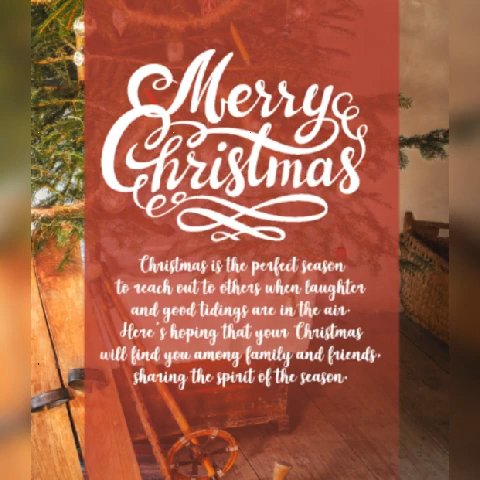 Merry
Christmas
Christmas is the perfect season
to reach out to others when laughter
and good tidings are in the air.
Here's hoping that your Christmas
will find you among family and friends,
sharing the spirit of the season.